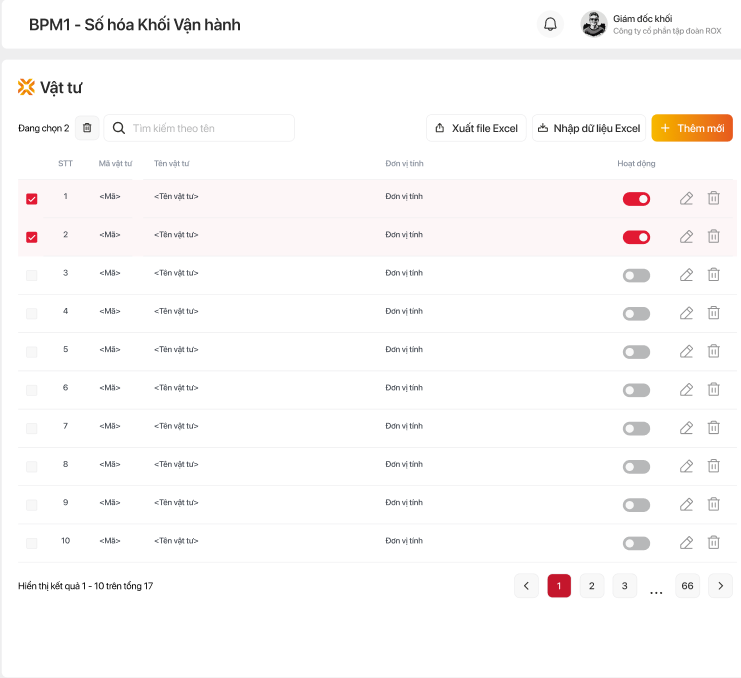 BPM1 - Số hóa Khối Vận hành
Giám đốc khối
Công ty cổ phần tập đoàn ROX
Vật tư
Đang chọn 2
Tìm kiếm theo tên
Xuất file Excel
Nhập dữ liệu Excel
+ Thêm mới
STT Mã vật tư Tên vật tư Đơn vị tính Hoạt động
1 <Mã> <Tên vật tư> Đơn vị tính
2 <Mã> <Tên vật tư> Đơn vị tính
3 <Mã> <Tên vật tư> Đơn vị tính
4 <Mã> <Tên vật tư> Đơn vị tính
5 <Mã> <Tên vật tư> Đơn vị tính
6 <Mã> <Tên vật tư> Đơn vị tính
7 <Mã> <Tên vật tư> Đơn vị tính
8 <Mã> <Tên vật tư> Đơn vị tính
9 <Mã> <Tên vật tư> Đơn vị tính
10 <Mã> <Tên vật tư> Đơn vị tính
Hiển thị kết quả 1 - 10 trên tổng 17
1 2 3 ... 66